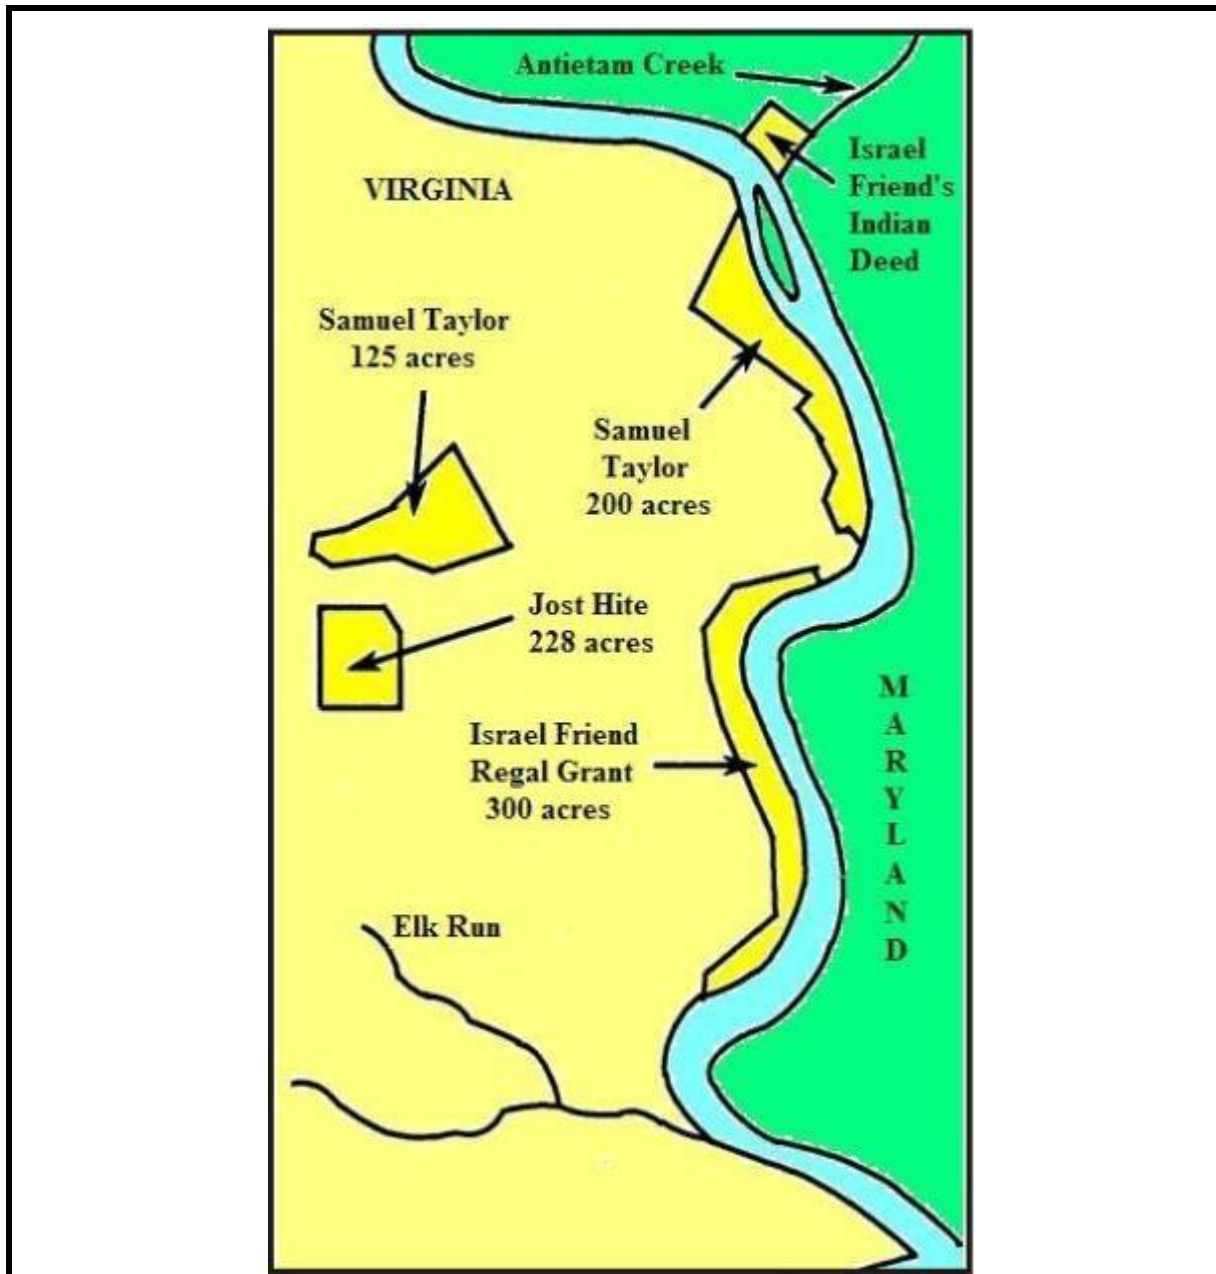 Antietam Creek
Israel
Friend's
Indian
Deed
VIRGINIA
Samuel Taylor
125 acres
Samuel
Taylor
200 acres
Jost Hite
228 acres
Israel Friend
Regal Grant
300 acres
MARYLAND
Elk Run